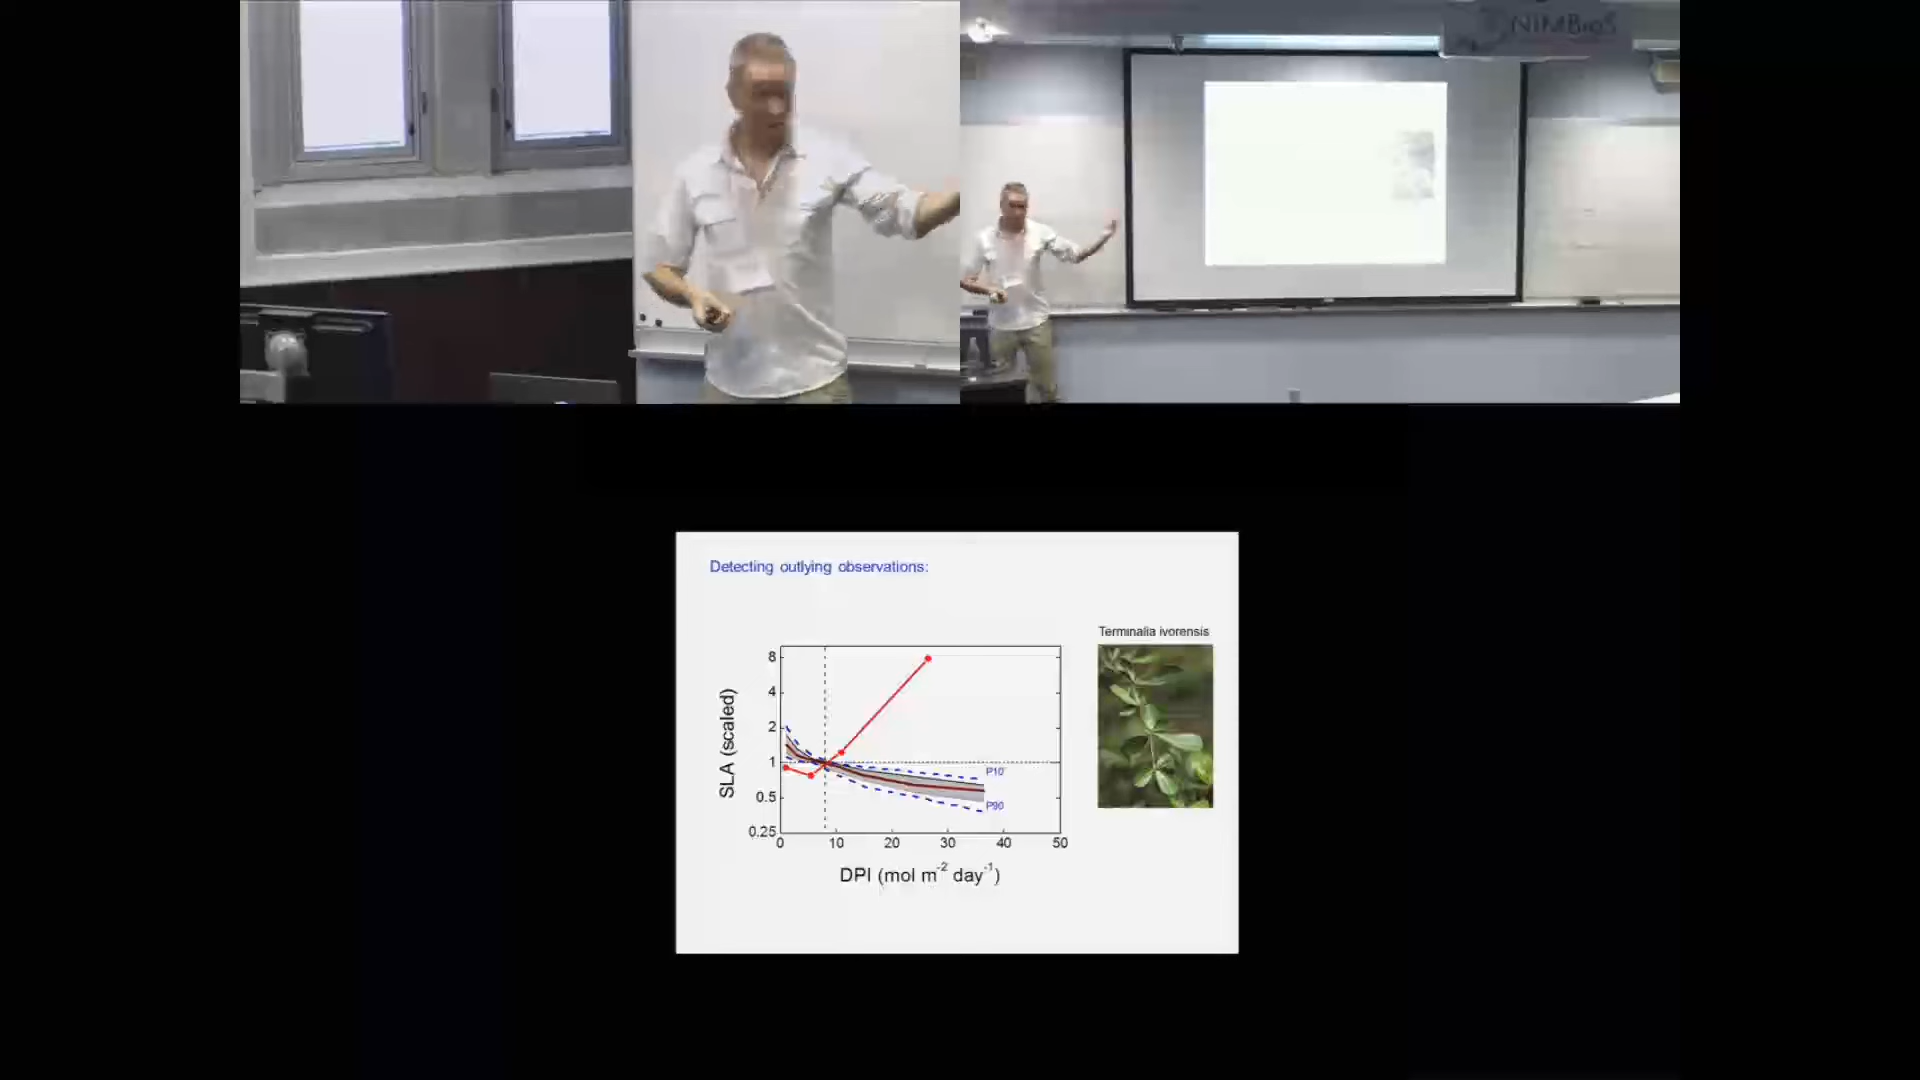 NIMBioS
Detecting outlying observations:
Terminalia ivorensis
8
4
2
1
0.5
0.25
SLA (scaled)
P10
P90
0 10 20 30 40 50
DPI (mol m-2 day-1)